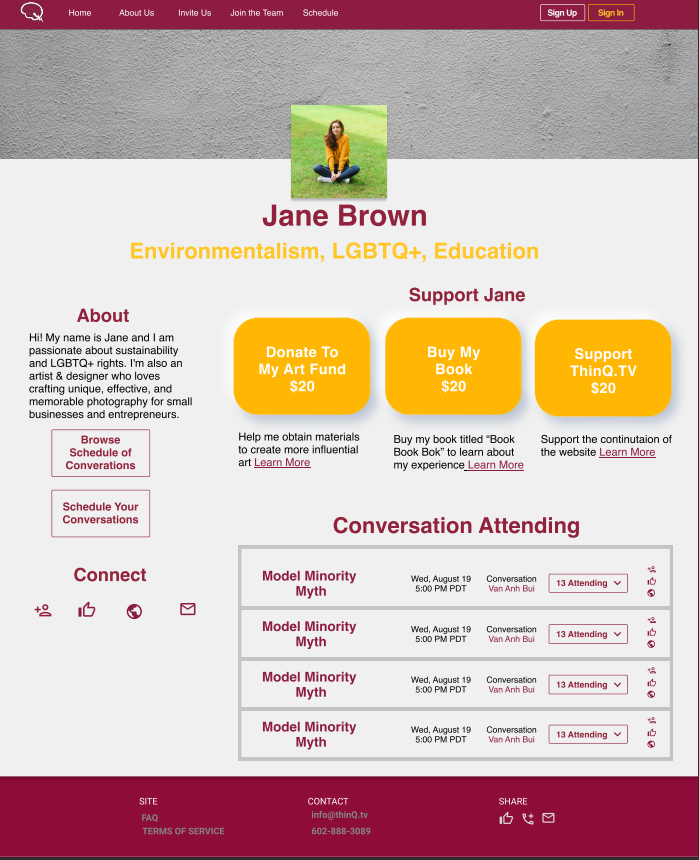 Home About Us Invite Us Join the Team Schedule Sign Up Sign In
Jane Brown
Environmentalism, LGBTQ+, Education
About
Hi! My name is Jane and I am
passionate about sustainability
and LGBTQ+ rights. I'm also an
artist & designer who loves
crafting unique, effective, and
memorable photography for small
businesses and entrepreneurs.
Browse
Schedule of
Converations
Schedule Your
Conversations
Connect
Support Jane
Donate To
My Art Fund
$20
Buy My
Book
$20
Support
ThinQ.TV
$20
Help me obtain materials
to create more influential
art Learn More
Buy my book titled “Book
Book Bok” to learn about
my experience Learn More
Support the continutaion of
the website Learn More
Conversation Attending
Model Minority
Myth
Wed, August 19
5:00 PM PDT
Conversation
Van Anh Bui
13 Attending
Model Minority
Myth
Wed, August 19
5:00 PM PDT
Conversation
Van Anh Bui
13 Attending
Model Minority
Myth
Wed, August 19
5:00 PM PDT
Conversation
Van Anh Bui
13 Attending
Model Minority
Myth
Wed, August 19
5:00 PM PDT
Conversation
Van Anh Bui
13 Attending
SITE
FAQ
TERMS OF SERVICE
CONTACT
info@thinQ.tv
602-888-3089
SHARE